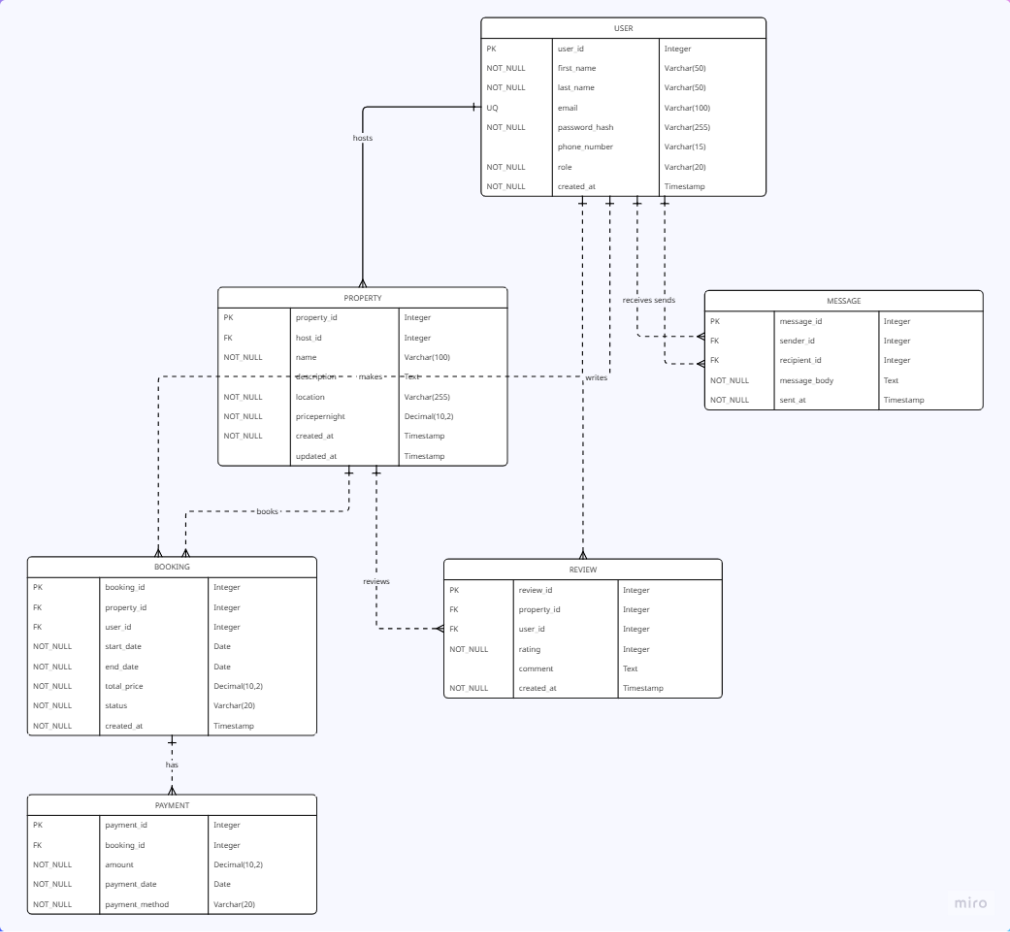 USER
PK user_id Integer
NOT_NULL first_name Varchar(50)
NOT_NULL last_name Varchar(50)
UQ email Varchar(100)
NOT_NULL password_hash Varchar(255)
phone_number Varchar(15)
NOT_NULL role Varchar(20)
NOT_NULL created_at Timestamp
hosts
receives sends
PROPERTY
PK property_id Integer
FK host_id Integer
NOT_NULL name Varchar(100)
description makes Text
NOT_NULL location Varchar(255)
NOT_NULL pricepernight Decimal(10,2)
NOT_NULL created_at Timestamp
updated_at Timestamp
writes
MESSAGE
PK message_id Integer
FK sender_id Integer
FK recipient_id Integer
NOT_NULL message_body Text
NOT_NULL sent_at Timestamp
books
reviews
BOOKING
PK booking_id Integer
FK property_id Integer
FK user_id Integer
NOT_NULL start_date Date
NOT_NULL end_date Date
NOT_NULL total_price Decimal(10,2)
NOT_NULL status Varchar(20)
NOT_NULL created_at Timestamp
REVIEW
PK review_id Integer
FK property_id Integer
FK user_id Integer
NOT_NULL rating Integer
comment Text
NOT_NULL created_at Timestamp
has
PAYMENT
PK payment_id Integer
FK booking_id Integer
NOT_NULL amount Decimal(10,2)
NOT_NULL payment_date Date
NOT_NULL payment_method Varchar(20)
miro